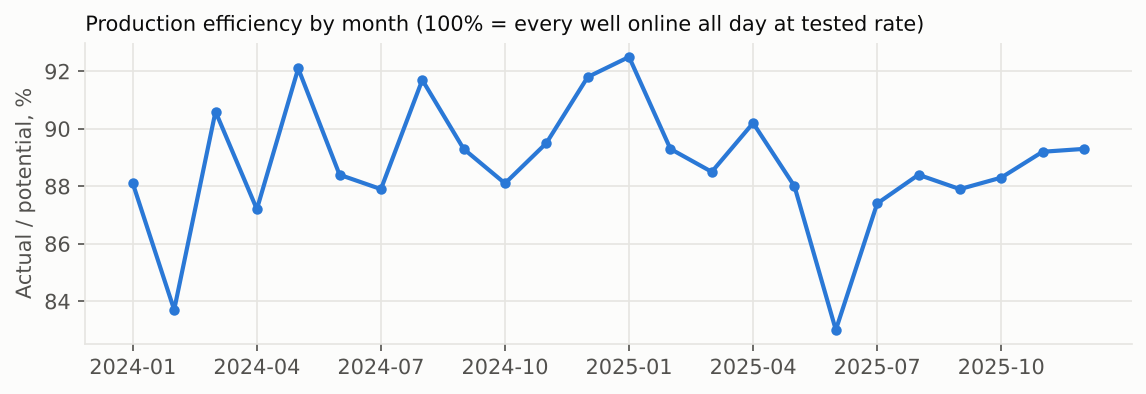 Production efficiency by month (100% = every well online all day at tested rate)
Actual / potential, %
92
90
88
86
84
2024-01 2024-04 2024-07 2024-10 2025-01 2025-04 2025-07 2025-10